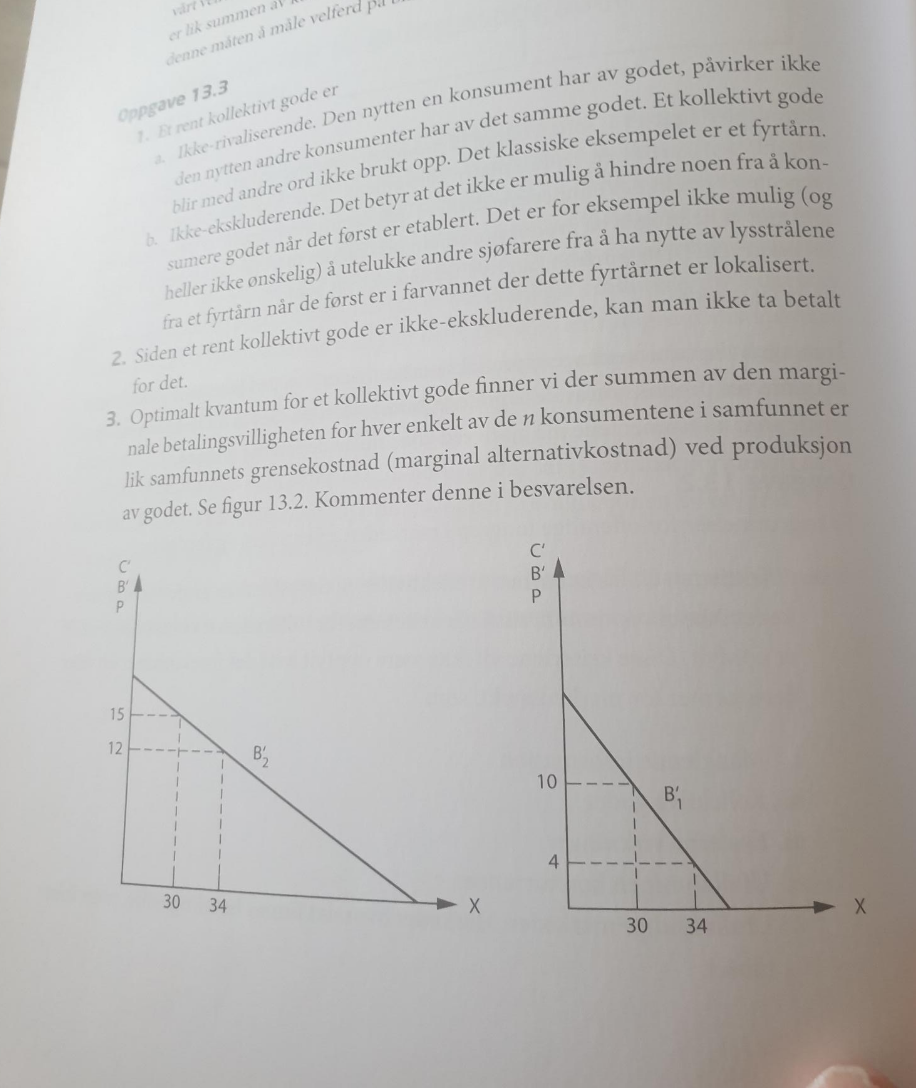 er lik summen av
denne måten å måle velferd på
Oppgave 13.3
1. Et rent kollektivt gode er
a. Ikke-rivaliserende. Den nytten en konsument har av godet, påvirker ikke
den nytten andre konsumenter har av det samme godet. Et kollektivt gode
blir med andre ord ikke brukt opp. Det klassiske eksempelet er et fyrtårn.
b. Ikke-ekskluderende. Det betyr at det ikke er mulig å hindre noen fra å kon-
sumere godet når det først er etablert. Det er for eksempel ikke mulig (og
heller ikke ønskelig) å utelukke andre sjøfarere fra å ha nytte av lysstrålene
fra et fyrtårn når de først er i farvannet der dette fyrtårnet er lokalisert.
2. Siden et rent kollektivt gode er ikke-ekskluderende, kan man ikke ta betalt
for det.
3. Optimalt kvantum for et kollektivt gode finner vi der summen av den margi-
nale betalingsvilligheten for hver enkelt av de n konsumentene i samfunnet er
lik samfunnets grensekostnad (marginal alternativkostnad) ved produksjon
av godet. Se figur 13.2. Kommenter denne i besvarelsen.
C'
B'
P
15
12
B'₂
30 34
X
C'
B'
P
10
4
B'₁
30 34
X